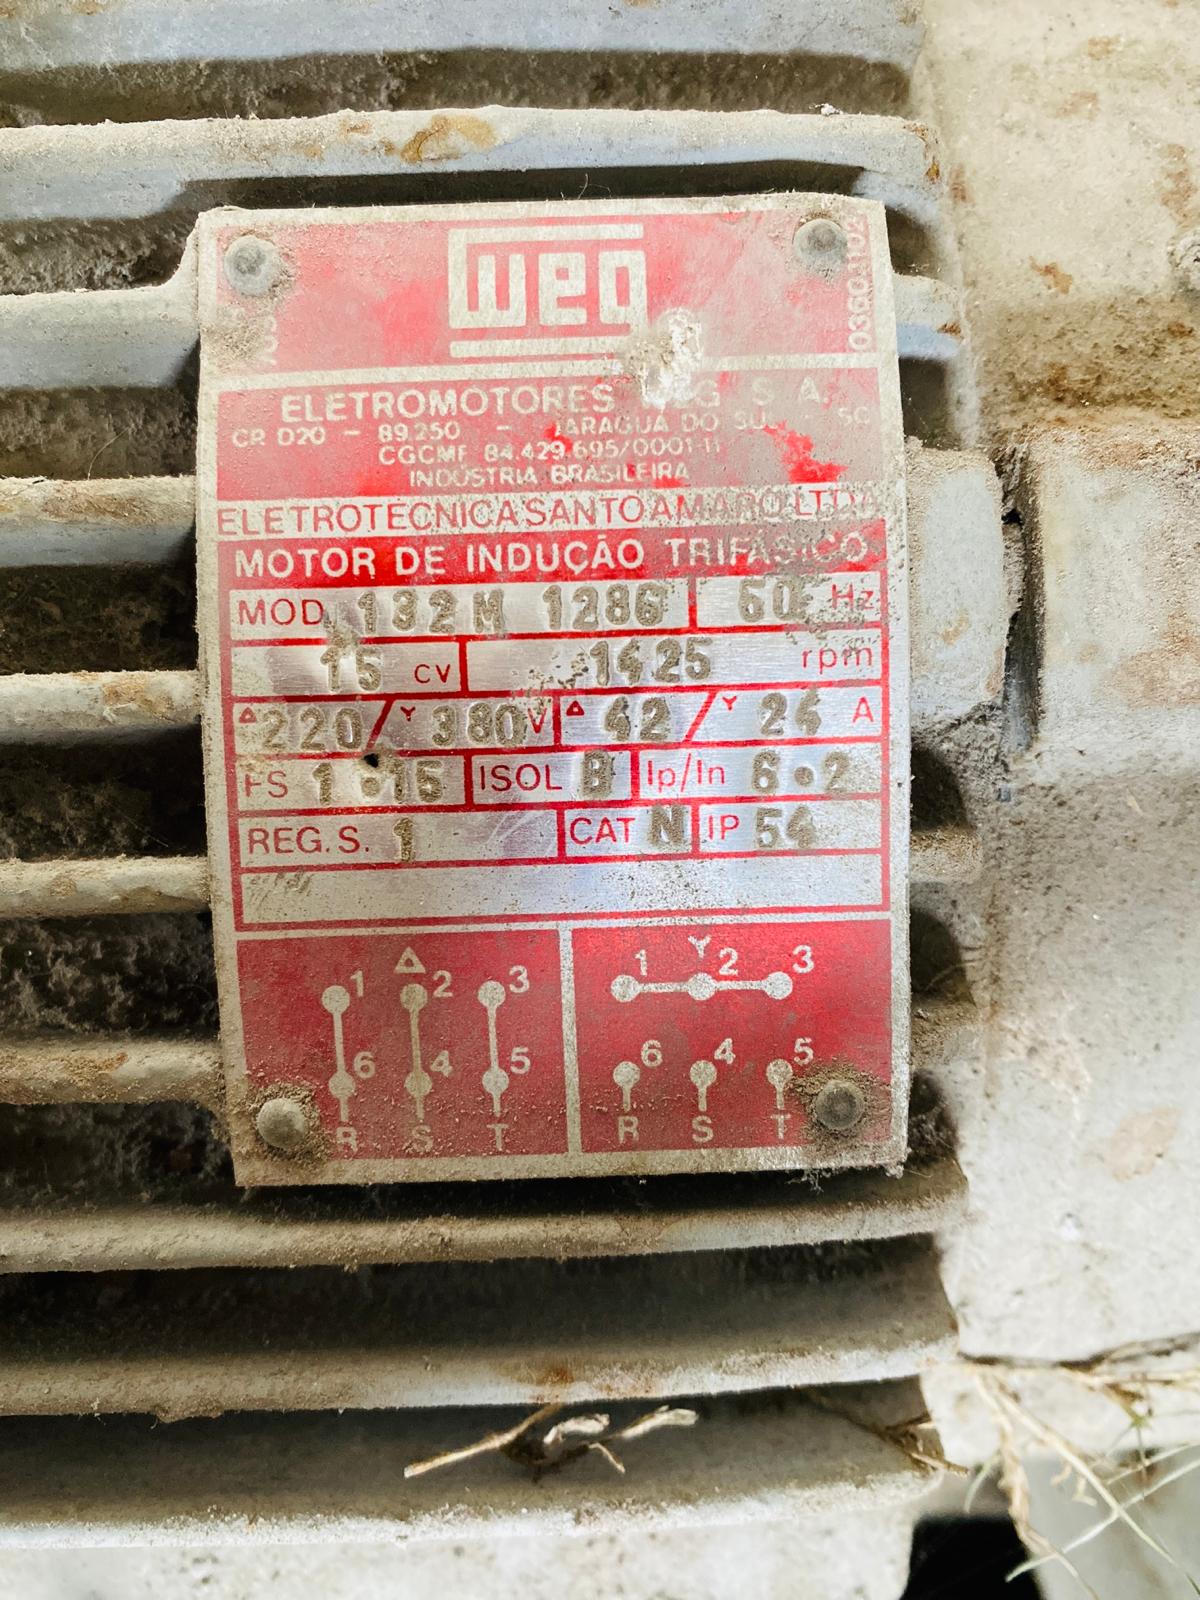 weg
ELETROMOTORES WEG S.A.
CP. D20 - 89.250 - JARAGUÁ DO SUL SC
CGCMF 84.429.695/0001-11
INDÚSTRIA BRASILEIRA
ELETROTECNICA SANTO AMARO LTDA
MOTOR DE INDUÇÃO TRIFÁSICO
MOD. 132M 1286 Hz
15 cv 1425 rpm
Δ 220/Y 380 V Δ 42/Y 24 A
FS 1.15 ISOL B Ip/In 6.2
REG. S. 1 CAT N IP 54
Δ Y
1 2 3 1 2 3
6 4 5 6 4 5
R S T R S T